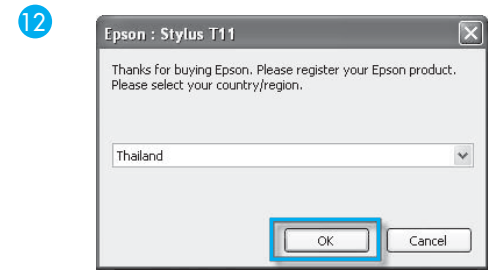 12
Epson : Stylus T11
Thanks for buying Epson. Please register your Epson product.
Please select your country/region.
Thailand
OK
Cancel